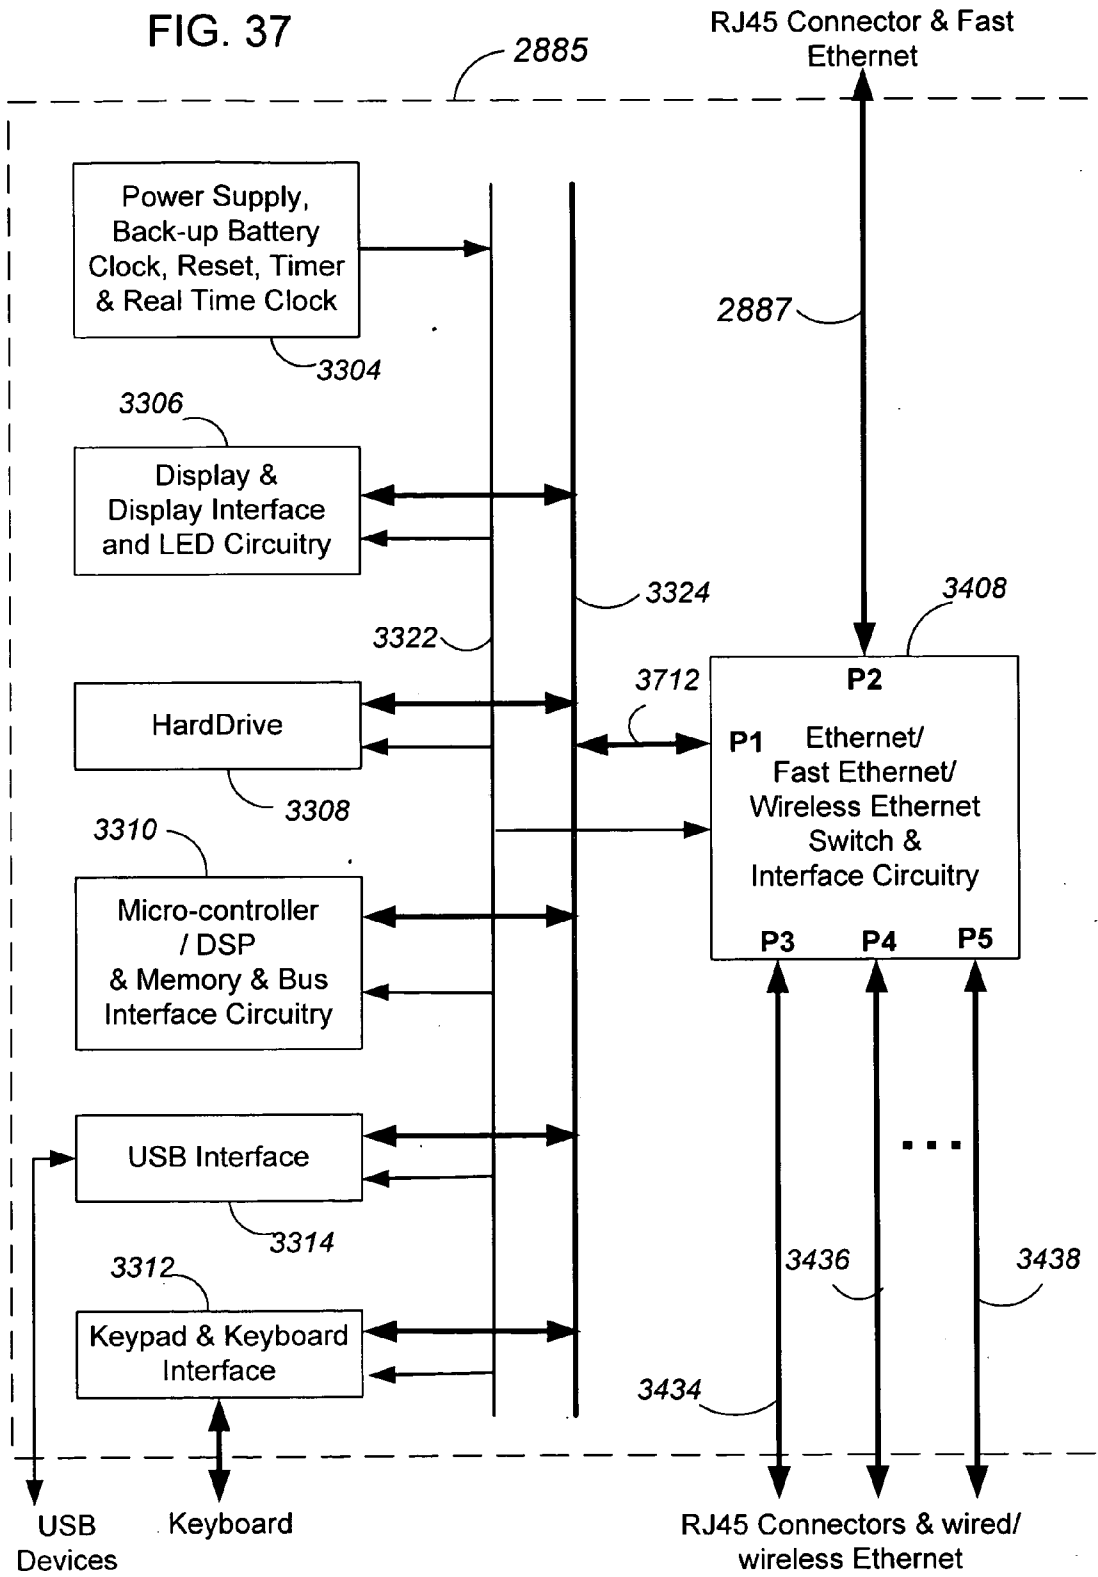 FIG. 37
RJ45 Connector & Fast
Ethernet
2885
Power Supply,
Back-up Battery
Clock, Reset, Timer
& Real Time Clock
3304
2887
3306
Display &
Display Interface
and LED Circuitry
3324
3322
3408
3712
HardDrive
3308
P2
P1
Ethernet/
Fast Ethernet/
Wireless Ethernet
Switch &
Interface Circuitry
P3
P4
P5
3310
Micro-controller
/ DSP
& Memory & Bus
Interface Circuitry
USB Interface
3314
3312
Keypad & Keyboard
Interface
3436
3438
3434
USB
Devices
Keyboard
RJ45 Connectors & wired/
wireless Ethernet